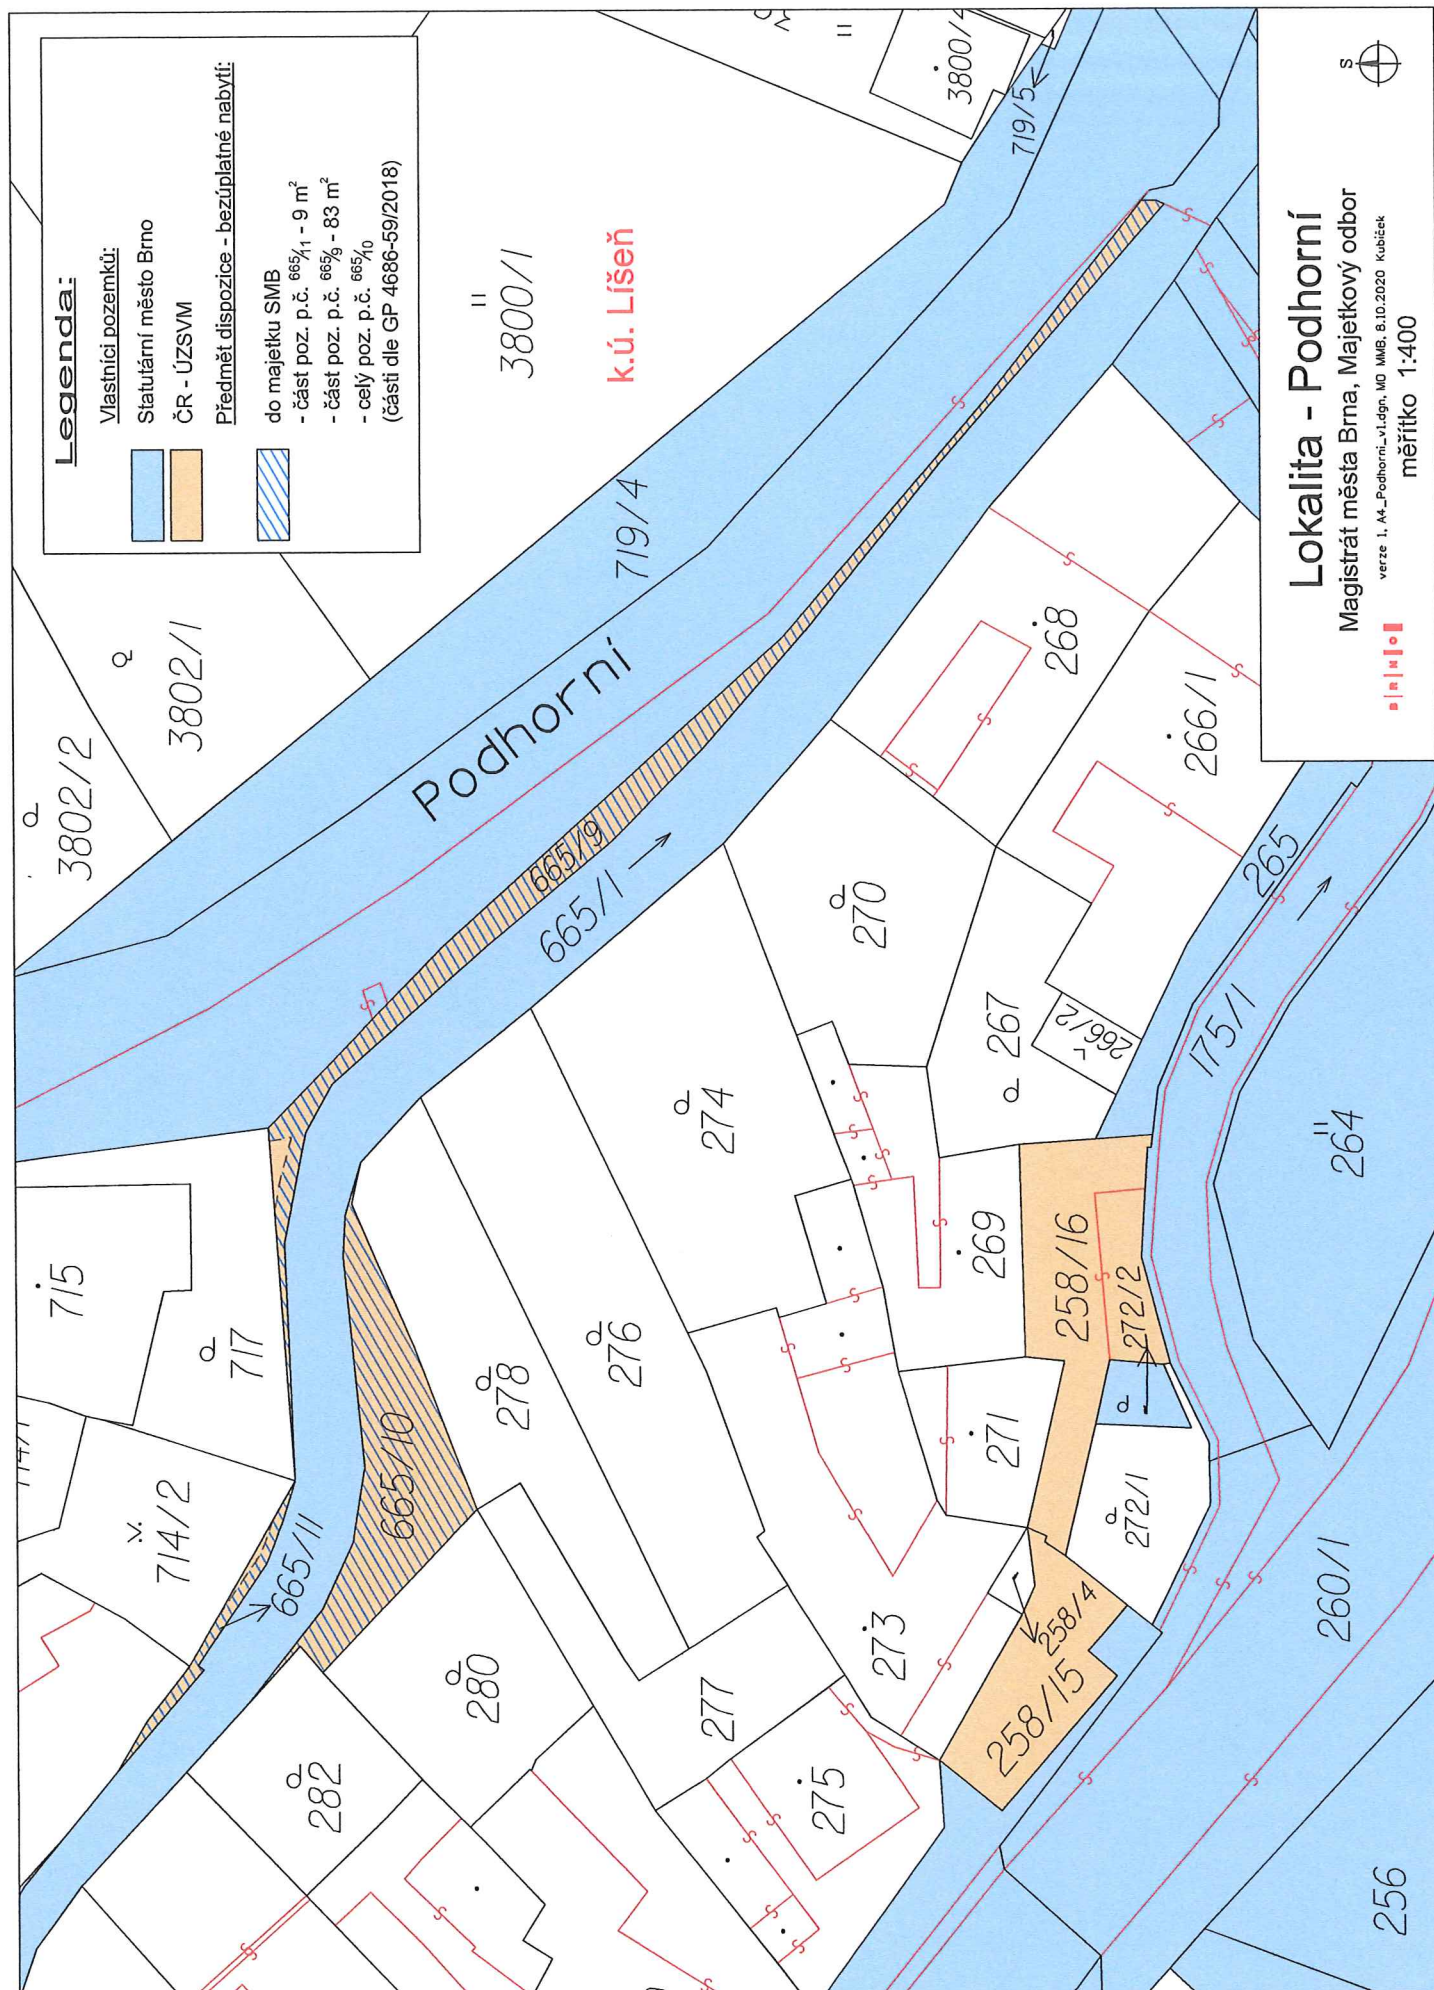 Legenda:
Vlastníci pozemků:
Statutární město Brno
ČR - ÚZSVM
Předmět dispozice - bezúplatné nabytí:
do majetku SMB
- část poz. p.č. 665/11 - 9 m²
- část poz. p.č. 665/9 - 83 m²
- celý poz. p.č. 665/10
(části dle GP 4686-59/2018)
3802/2
3802/1
3800/1
3800/4
k.ú. Líšeň
719/5
719/4
Podhorní
665/9
665/1
715
717
714/2
665/11
665/10
268
266/1
270
267
266/2
265
175/1
264
274
276
278
269
258/16
272/2
271
272/1
280
282
277
273
275
258/4
258/15
260/1
256
Lokalita - Podhorní
Magistrát města Brna, Majetkový odbor
verze 1. A4_Podhorni_v1.dgn, MO MMB, 8.10.2020 Kubíček
měřítko 1:400
B|R|N|O
S